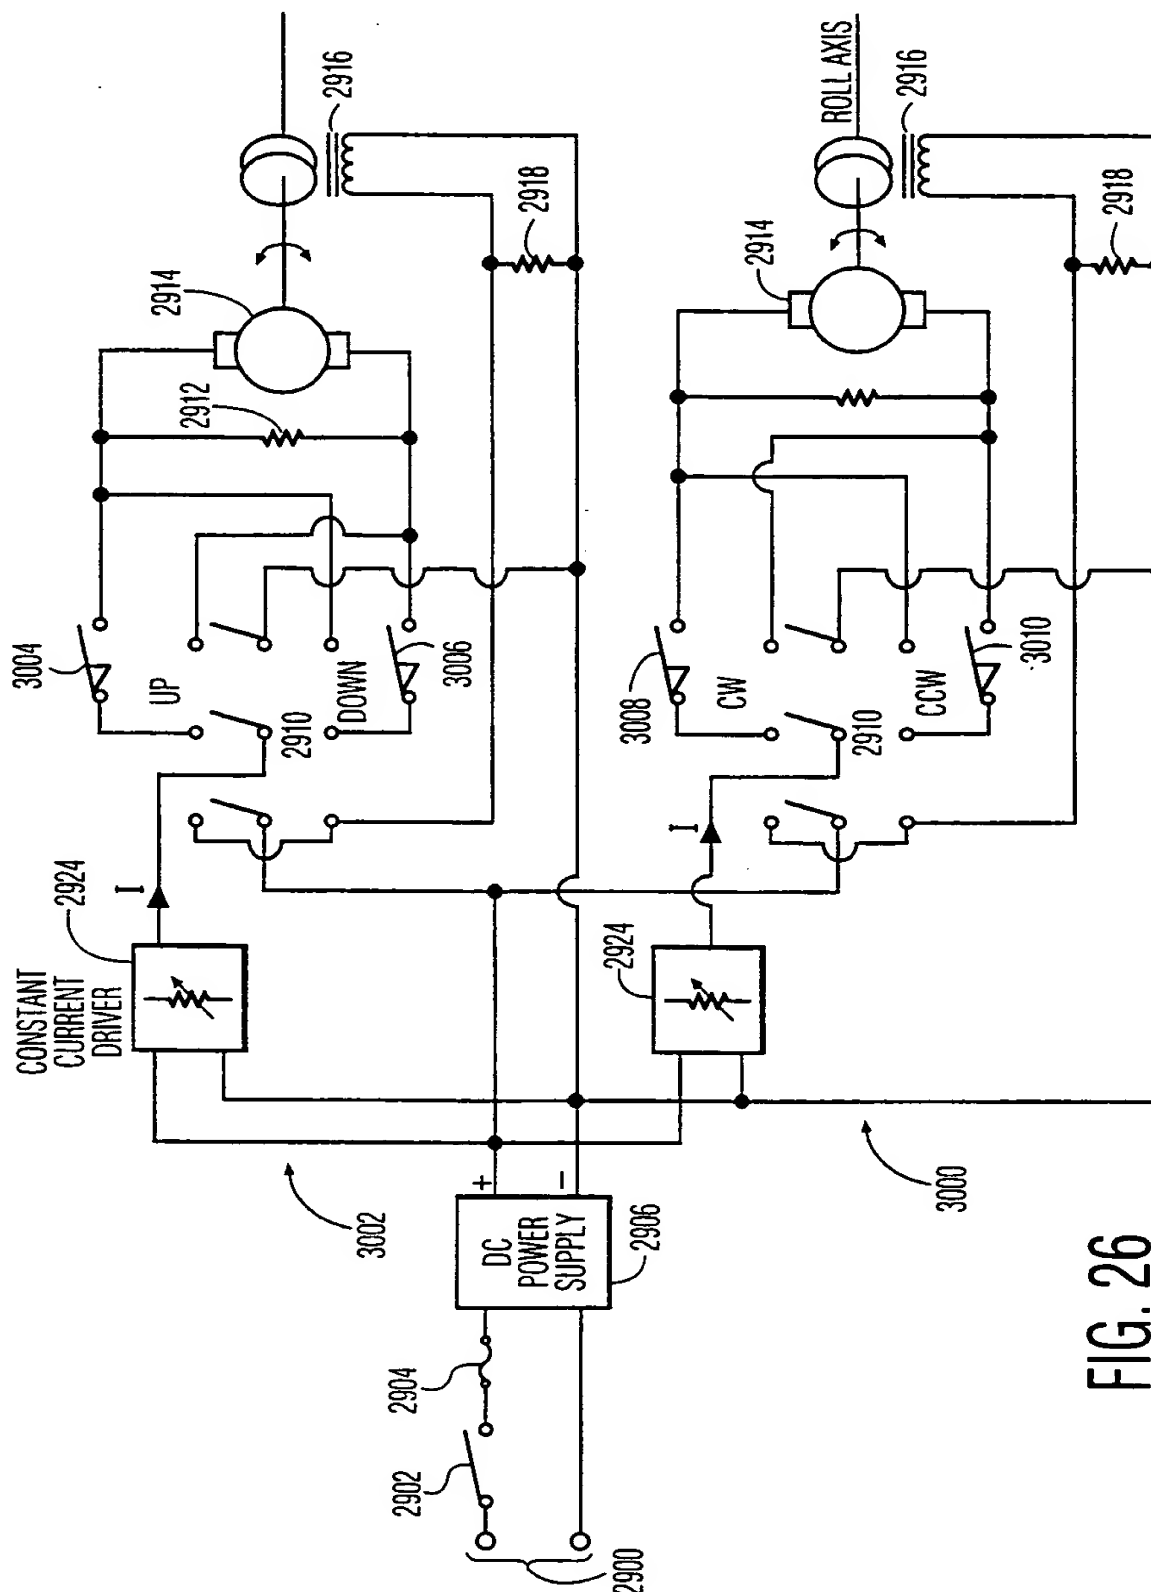 2900
2902
2904
DC
POWER
SUPPLY
2906
+
−
3002
3000
CONSTANT
CURRENT
DRIVER
2924
I
2924
I
3004
UP
2910
DOWN
3006
2912
2914
2916
2918
3008
CW
2910
CCW
3010
2914
ROLL AXIS
2916
2918
FIG. 26